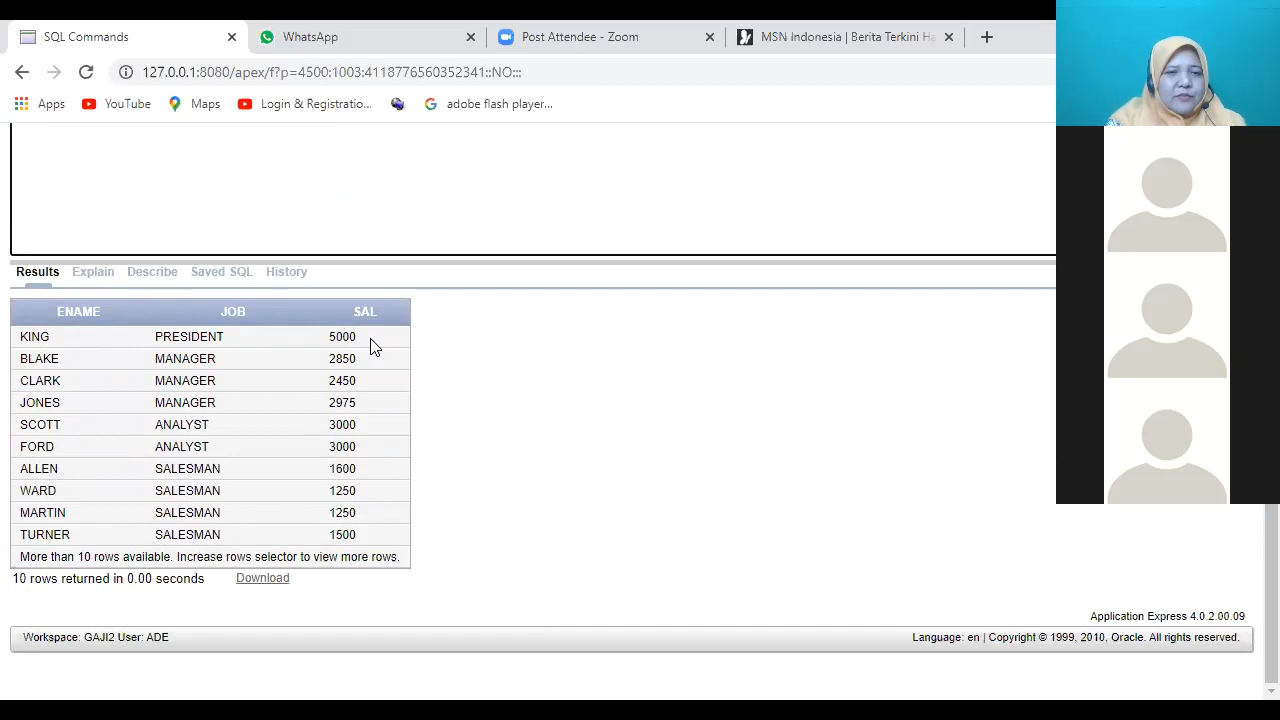 SQL Commands
WhatsApp
Post Attendee - Zoom
MSN Indonesia | Berita Terkini Ha
127.0.0.1:8080/apex/f?p=4500:1003:4118776560352341::NO:::
Apps YouTube Maps Login & Registratio... adobe flash player...
Results Explain Describe Saved SQL History
ENAME JOB SAL
KING PRESIDENT 5000
BLAKE MANAGER 2850
CLARK MANAGER 2450
JONES MANAGER 2975
SCOTT ANALYST 3000
FORD ANALYST 3000
ALLEN SALESMAN 1600
WARD SALESMAN 1250
MARTIN SALESMAN 1250
TURNER SALESMAN 1500
More than 10 rows available. Increase rows selector to view more rows.
10 rows returned in 0.00 seconds Download
Application Express 4.0.2.00.09
Workspace: GAJI2 User: ADE Language: en | Copyright © 1999, 2010, Oracle. All rights reserved.